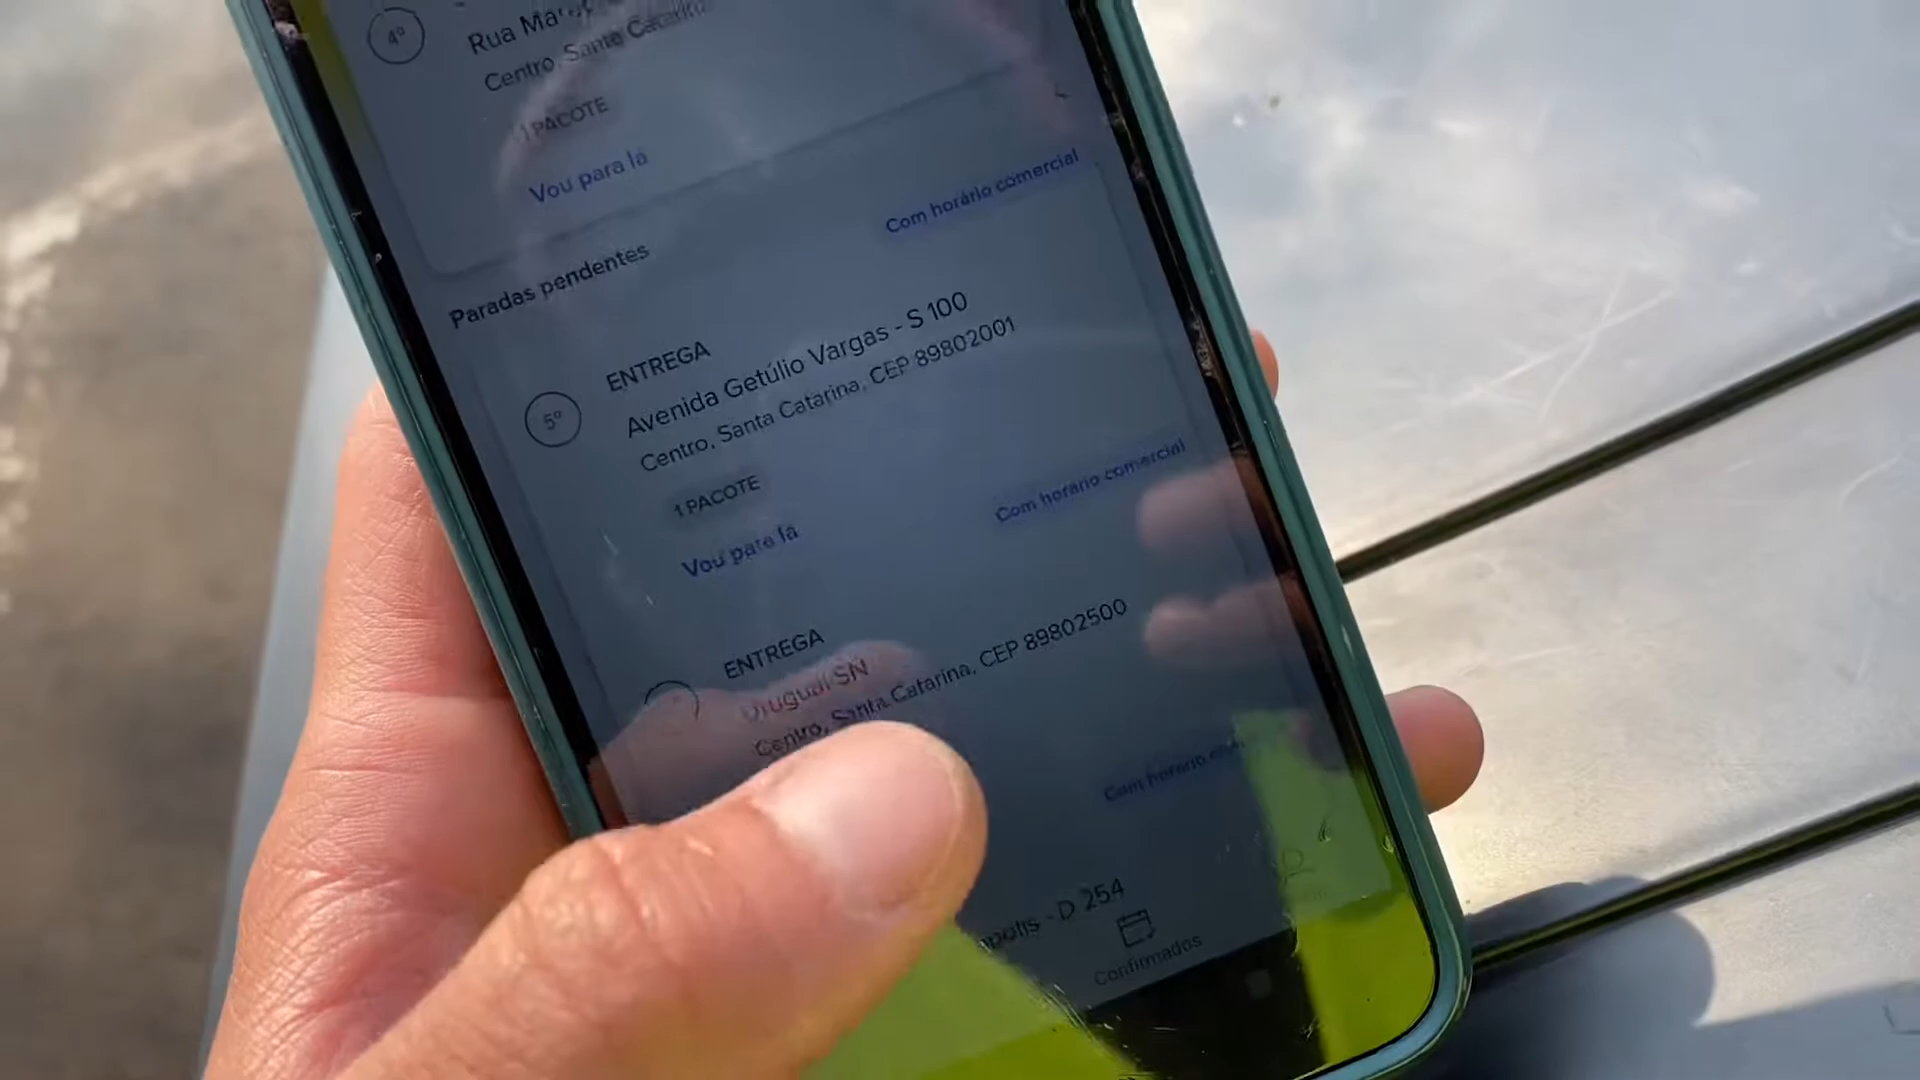 4º
Rua
Centro, Santa Catarina
1 PACOTE
Vou para lá
Com horário comercial
Paradas pendentes
ENTREGA
5º
Avenida Getúlio Vargas - S 100
Centro, Santa Catarina, CEP 89802001
1 PACOTE
Vou para lá
Com horário comercial
ENTREGA
Uruguai SN
Centro, Santa Catarina, CEP 89802500
Com horário
- D 254
Confirmados